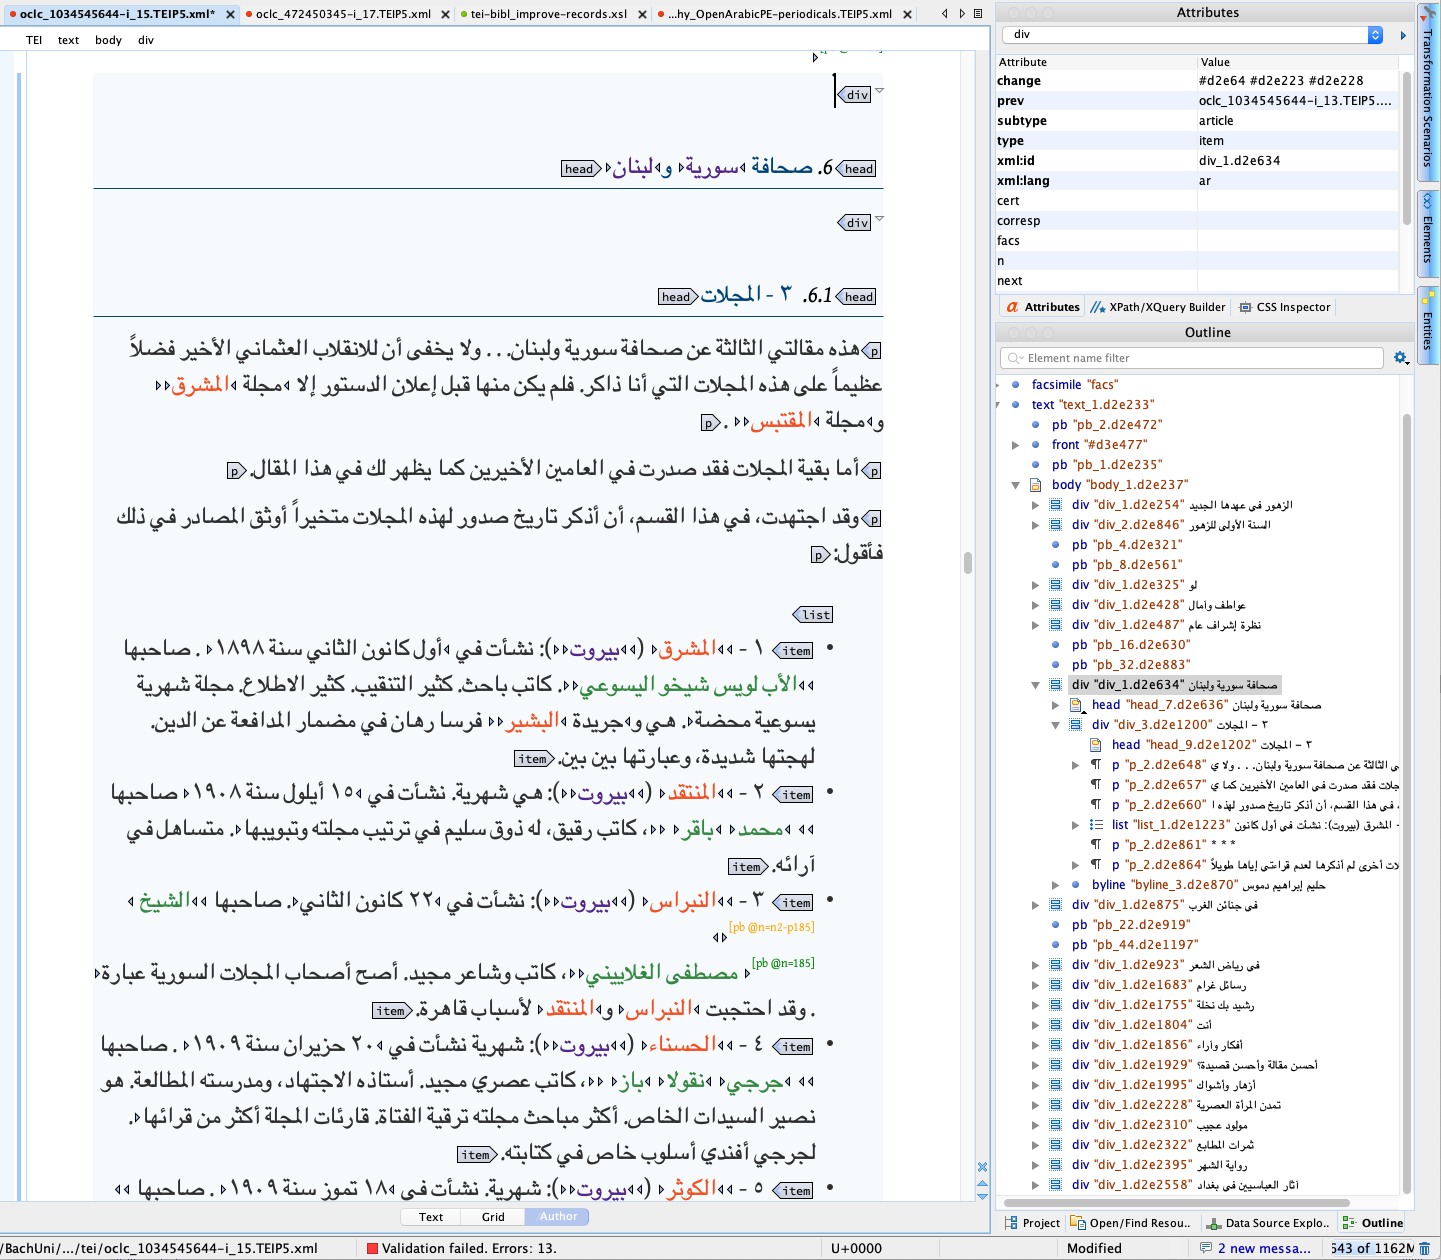 oclc_1034545644-i_15.TEIP5.xml*
oclc_472450345-i_17.TEIP5.xml
tei-bibl_improve-records.xsl
...hy_OpenArabicPE-periodicals.TEIP5.xml
TEI text body div
div
head 6. صحافة سورية ولبنان head
div
head 6.1. ٣ - المجلات head
p هذه مقالتي الثالثة عن صحافة سورية ولبنان. . . ولا يخفى أن للانقلاب العثماني الأخير فضلاً
عظيماً على هذه المجلات التي أنا ذاكر. فلم يكن منها قبل إعلان الدستور إلا مجلة المشرق
ومجلة المقتبس . p
p أما بقية المجلات فقد صدرت في العامين الأخيرين كما يظهر لك في هذا المقال. p
p وقد اجتهدت، في هذا القسم، أن أذكر تاريخ صدور لهذه المجلات متخيراً أوثق المصادر في ذلك
فأقول: p
list
• item ١ - المشرق (بيروت): نشأت في أول كانون الثاني سنة ١٨٩٨ . صاحبها
الأب لويس شيخو اليسوعي. كاتب باحث. كثير التنقيب. كثير الاطلاع. مجلة شهرية
يسوعية محضة. هي وجريدة البشير فرسا رهان في مضمار المدافعة عن الدين.
لهجتها شديدة، وعبارتها بين بين. item
• item ٢ - المنتقد (بيروت): هي شهرية. نشأت في ١٥ أيلول سنة ١٩٠٨ صاحبها
محمد باقر ، كاتب رقيق، له ذوق سليم في ترتيب مجلته وتبويبها. متساهل في
آرائه. item
• item ٣ - النبراس (بيروت): نشأت في ٢٢ كانون الثاني. صاحبها الشيخ
[pb @n=n2-p185]
[pb @n=185] مصطفى الغلاييني، كاتب وشاعر مجيد. أصح أصحاب المجلات السورية عبارة
. وقد احتجبت النبراس والمنتقد لأسباب قاهرة. item
• item ٤ - الحسناء (بيروت): شهرية نشأت في ٢٠ حزيران سنة ١٩٠٩ . صاحبها
جرجي نقولا باز ، كاتب عصري مجيد. أستاذه الاجتهاد، ومدرسته المطالعة. هو
نصير السيدات الخاص. أكثر مباحث مجلته ترقية الفتاة. قارئات المجلة أكثر من قرائها.
لجرجي أفندي أسلوب خاص في كتابته. item
• item ٥ - الكوثر (بيروت): شهرية. نشأت في ١٨ تموز سنة ١٩٠٩ . صاحبها
Text Grid Author
/BachUni/.../tei/oclc_1034545644-i_15.TEIP5.xml
Validation failed. Errors: 13.
U+0000
Modified
2 new messa...
643 of 1162M
Attributes
div
Attribute Value
change #d2e64 #d2e223 #d2e228
prev oclc_1034545644-i_13.TEIP5....
subtype article
type item
xml:id div_1.d2e634
xml:lang ar
cert
corresp
facs
n
next
Attributes XPath/XQuery Builder CSS Inspector
Outline
Element name filter
facsimile "facs"
text "text_1.d2e233"
pb "pb_2.d2e472"
front "#d3e477"
pb "pb_1.d2e235"
body "body_1.d2e237"
div "div_1.d2e254" الزهور في عهدها الجديد
div "div_2.d2e846" السنة الأولى للزهور
pb "pb_4.d2e321"
pb "pb_8.d2e561"
div "div_1.d2e325" لو
div "div_1.d2e428" عواطف وآمال
div "div_1.d2e487" نظرة إشراف عام
pb "pb_16.d2e630"
pb "pb_32.d2e883"
div "div_1.d2e634" صحافة سورية ولبنان
head "head_7.d2e636" صحافة سورية ولبنان
div "div_3.d2e1200" ٣ - المجلات
head "head_9.d2e1202" ٣ - المجلات
p "p_2.d2e648" ي الثالثة عن صحافة سورية ولبنان. . . ولا ي
p "p_2.d2e657" جلات فقد صدرت في العامين الأخيرين كما ي
p "p_2.d2e660" ، في هذا القسم، أن أذكر تاريخ صدور لهذه ا
list "list_1.d2e1223" - المشرق (بيروت): نشأت في أول كانون
p "p_2.d2e861" * * *
p "p_2.d2e864" لات أخرى لم أذكرها لعدم قراءتي إياها طويلاً
byline "byline_3.d2e870" حليم إبراهيم دموس
div "div_1.d2e875" في جنائن الغرب
pb "pb_22.d2e919"
pb "pb_44.d2e1197"
div "div_1.d2e923" في رياض الشعر
div "div_1.d2e1683" رسائل غرام
div "div_1.d2e1755" رشيد بك نخلة
div "div_1.d2e1804" أنت
div "div_1.d2e1856" أفكار وآراء
div "div_1.d2e1929" أحسن مقالة وأحسن قصيدة؟
div "div_1.d2e1995" أزهار وأشواك
div "div_1.d2e2228" تمدن المرأة العصرية
div "div_1.d2e2310" مولود عجيب
div "div_1.d2e2322" ثمرات المطابع
div "div_1.d2e2395" رواية الشهر
div "div_1.d2e2558" آثار العباسيين في بغداد
Project Open/Find Resou.. Data Source Explo.. Outline
Transformation Scenarios
Elements
Entities